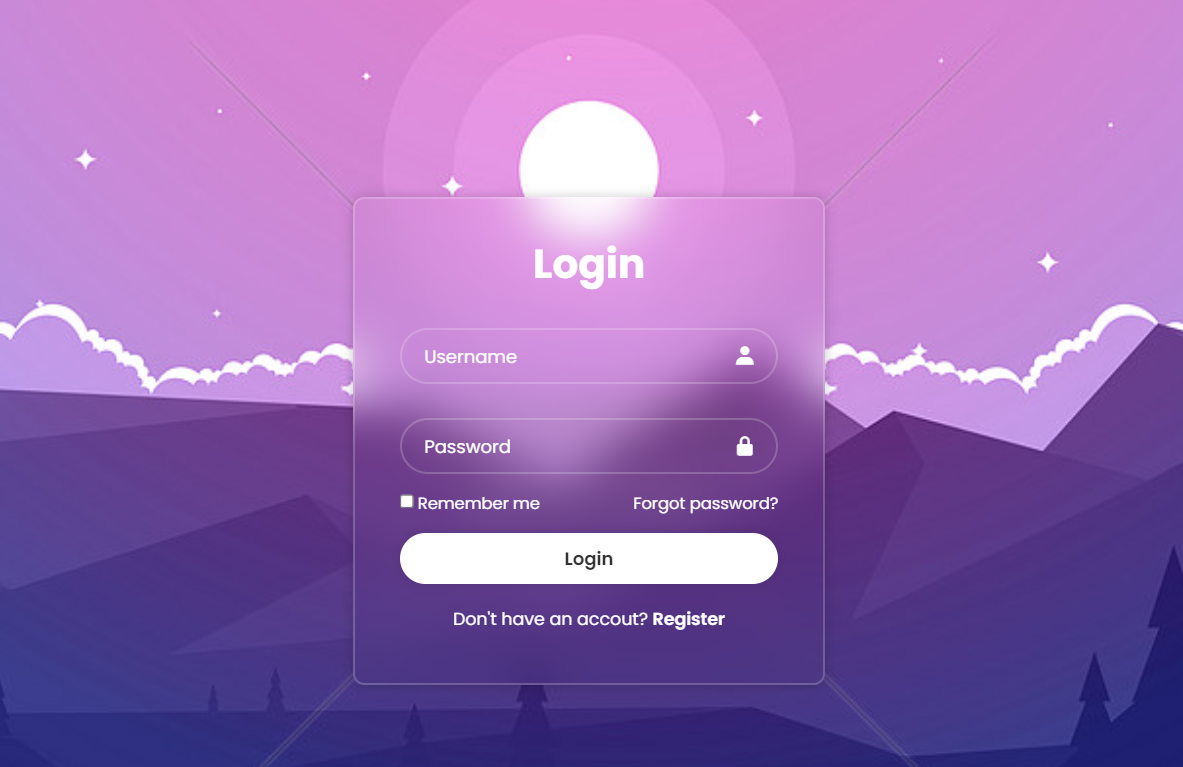 Login
Username
Password
Remember me Forgot password?
Login
Don't have an accout? Register